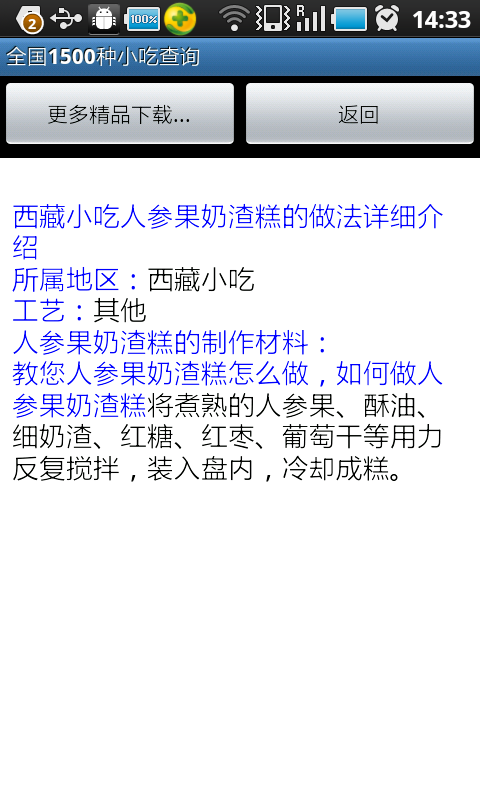 2
100%
R
14:33
全国1500种小吃查询
更多精品下载...
返回
西藏小吃人参果奶渣糕的做法详细介
绍
所属地区：西藏小吃
工艺：其他
人参果奶渣糕的制作材料：
教您人参果奶渣糕怎么做，如何做人
参果奶渣糕将煮熟的人参果、酥油、
细奶渣、红糖、红枣、葡萄干等用力
反复搅拌，装入盘内，冷却成糕。